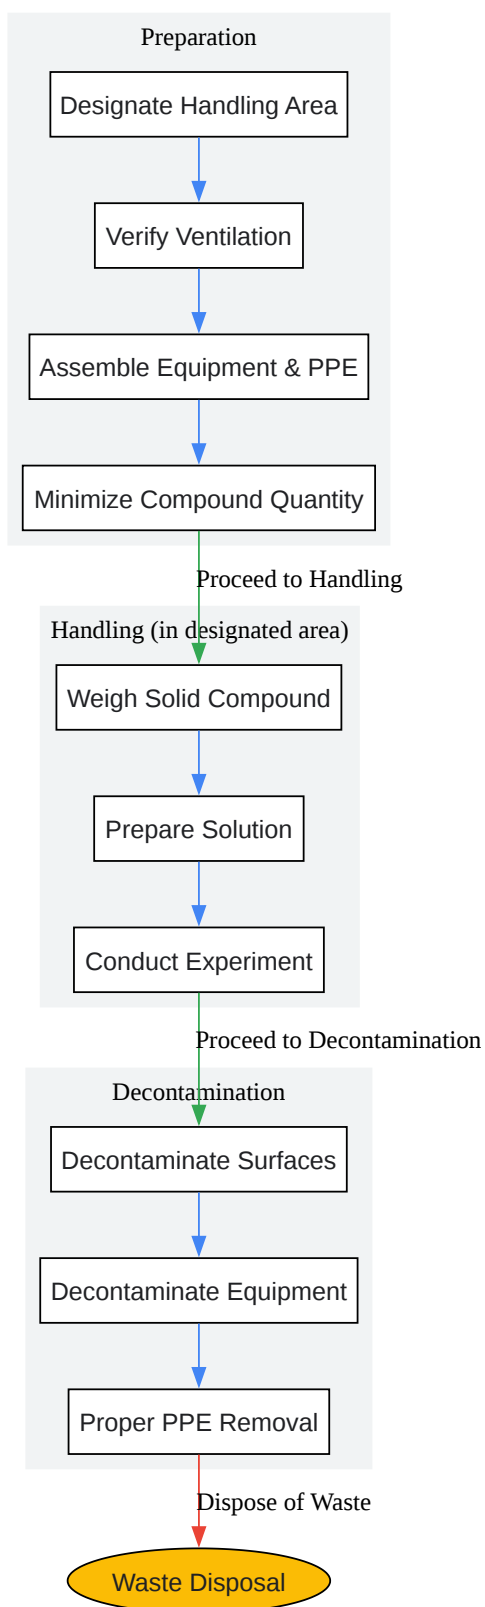 Preparation
Designate Handling Area
Verify Ventilation
Assemble Equipment & PPE
Minimize Compound Quantity
Proceed to Handling
Handling (in designated area)
Weigh Solid Compound
Prepare Solution
Conduct Experiment
Proceed to Decontamination
Decontamination
Decontaminate Surfaces
Decontaminate Equipment
Proper PPE Removal
Dispose of Waste
Waste Disposal